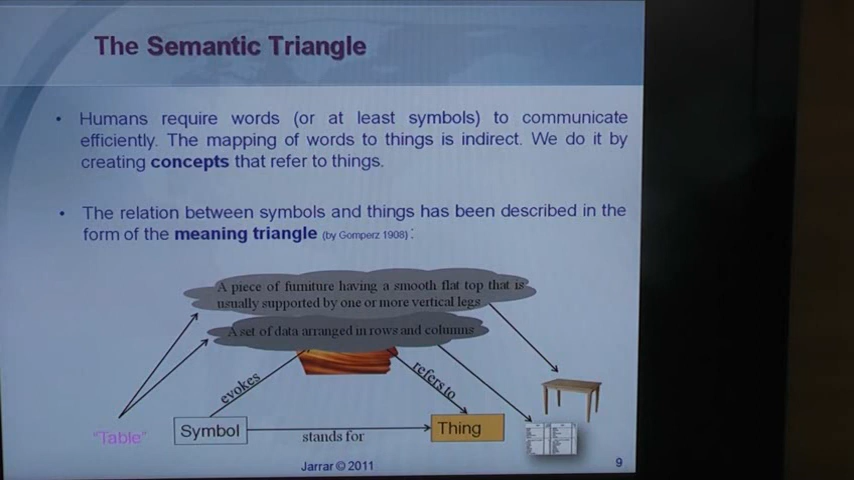 The Semantic Triangle
• Humans require words (or at least symbols) to communicate
efficiently. The mapping of words to things is indirect. We do it by
creating concepts that refer to things.
• The relation between symbols and things has been described in the
form of the meaning triangle (by Gomperz 1908):
A piece of furniture having a smooth flat top that is
usually supported by one or more vertical legs
A set of data arranged in rows and columns
evokes
refers to
"Table"
Symbol
stands for
Thing
Jarrar © 2011
9